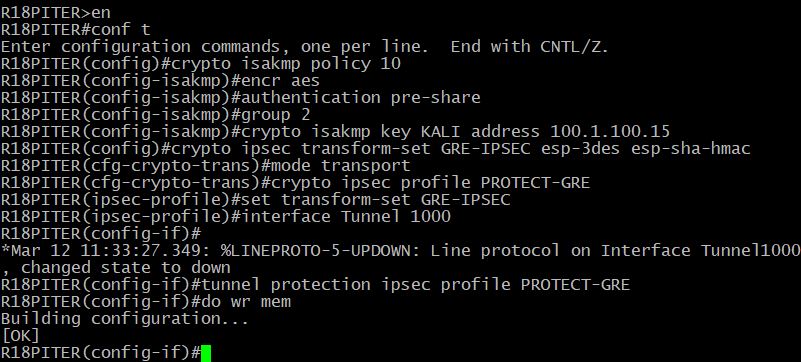 R18PITER>en
R18PITER#conf t
Enter configuration commands, one per line.  End with CNTL/Z.
R18PITER(config)#crypto isakmp policy 10
R18PITER(config-isakmp)#encr aes
R18PITER(config-isakmp)#authentication pre-share
R18PITER(config-isakmp)#group 2
R18PITER(config-isakmp)#crypto isakmp key KALI address 100.1.100.15
R18PITER(config)#crypto ipsec transform-set GRE-IPSEC esp-3des esp-sha-hmac
R18PITER(cfg-crypto-trans)#mode transport
R18PITER(cfg-crypto-trans)#crypto ipsec profile PROTECT-GRE
R18PITER(ipsec-profile)#set transform-set GRE-IPSEC
R18PITER(ipsec-profile)#interface Tunnel 1000
R18PITER(config-if)#
*Mar 12 11:33:27.349: %LINEPROTO-5-UPDOWN: Line protocol on Interface Tunnel1000
, changed state to down
R18PITER(config-if)#tunnel protection ipsec profile PROTECT-GRE
R18PITER(config-if)#do wr mem
Building configuration...
[OK]
R18PITER(config-if)#